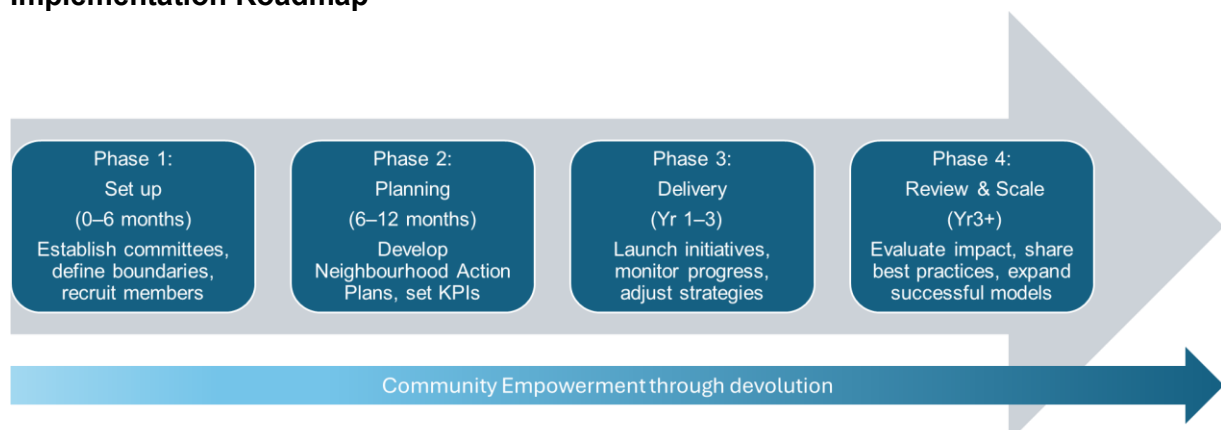 Implementation Roadmap
Phase 1:
Set up
(0–6 months)
Establish committees,
define boundaries,
recruit members
Phase 2:
Planning
(6–12 months)
Develop
Neighbourhood Action
Plans, set KPIs
Phase 3:
Delivery
(Yr 1–3)
Launch initiatives,
monitor progress,
adjust strategies
Phase 4:
Review & Scale
(Yr3+)
Evaluate impact, share
best practices, expand
successful models
Community Empowerment through devolution